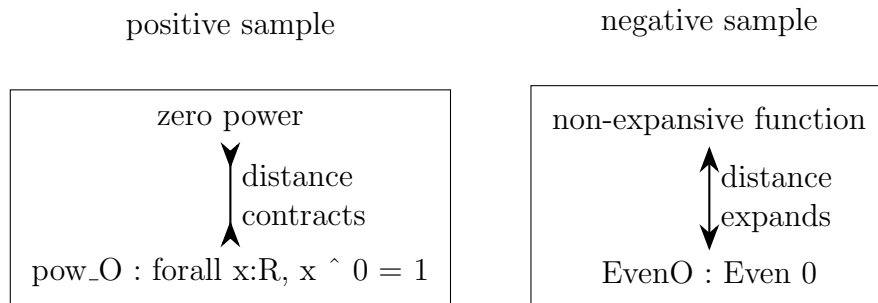 positive sample
zero power
distance
contracts
pow_O : forall x:R, x ^ 0 = 1
negative sample
non-expansive function
distance
expands
EvenO : Even 0